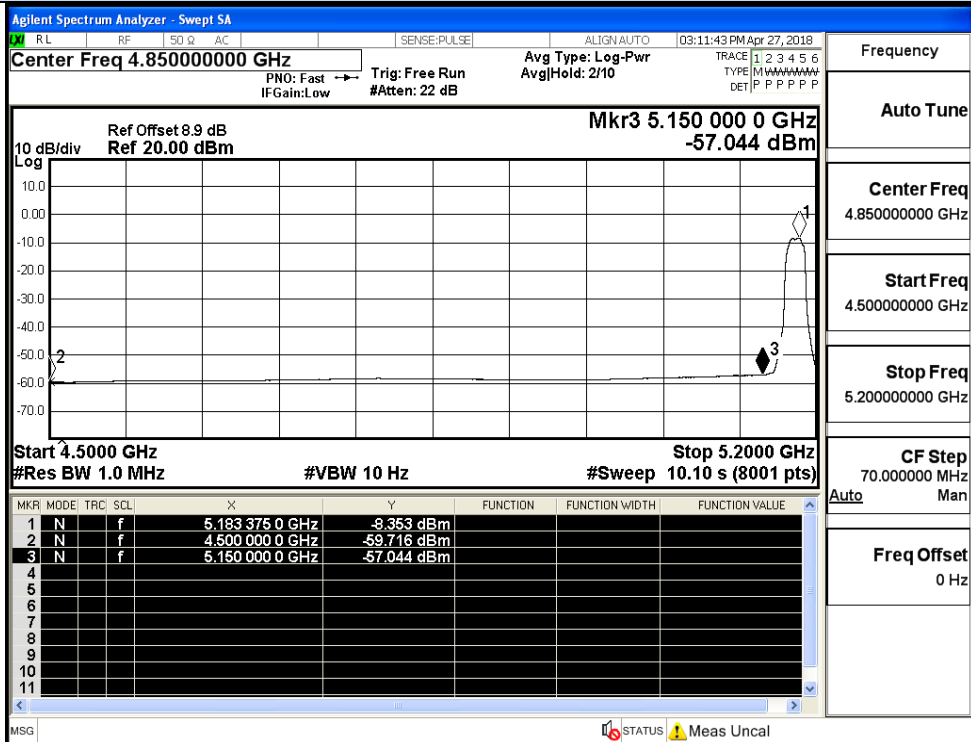 Agilent Spectrum Analyzer - Swept SA
LXI RL RF 50 Ω AC SENSE:PULSE ALIGN AUTO 03:11:43 PM Apr 27, 2018
Center Freq 4.850000000 GHz
PNO: Fast
IFGain:Low
Trig: Free Run
#Atten: 22 dB
Avg Type: Log-Pwr
Avg|Hold: 2/10
TRACE 1 2 3 4 5 6
TYPE M W W W W W
DET P P P P P P
Mkr3 5.150 000 0 GHz
-57.044 dBm
Ref Offset 8.9 dB
10 dB/div Ref 20.00 dBm
Log
10.0
0.00
-10.0
-20.0
-30.0
-40.0
-50.0
-60.0
-70.0
1
2
3
Start 4.5000 GHz Stop 5.2000 GHz
#Res BW 1.0 MHz #VBW 10 Hz #Sweep 10.10 s (8001 pts)
MKR MODE TRC SCL X Y FUNCTION FUNCTION WIDTH FUNCTION VALUE
1 N f 5.183 375 0 GHz -8.353 dBm
2 N f 4.500 000 0 GHz -59.716 dBm
3 N f 5.150 000 0 GHz -57.044 dBm
4
5
6
7
8
9
10
11
MSG STATUS Meas Uncal
Frequency
Auto Tune
Center Freq
4.850000000 GHz
Start Freq
4.500000000 GHz
Stop Freq
5.200000000 GHz
CF Step
70.000000 MHz
Auto Man
Freq Offset
0 Hz